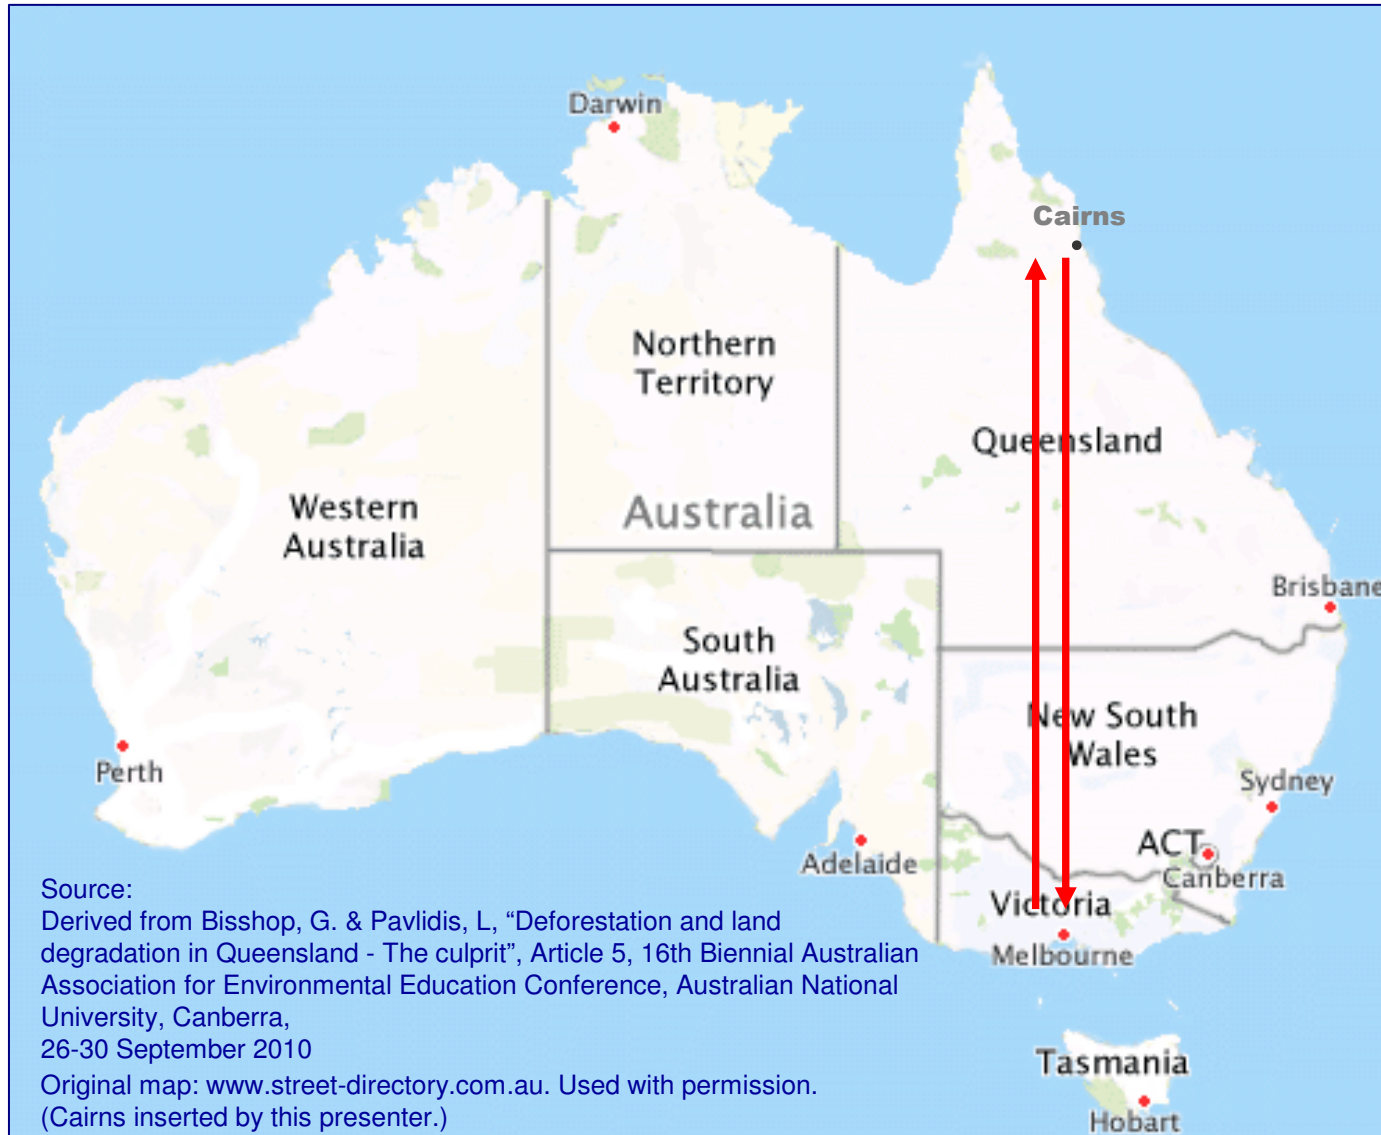 Darwin
Cairns
Northern
Territory
Queensland
Western
Australia
Australia
Brisbane
South
Australia
New South
Wales
Perth
Sydney
Adelaide
ACT
Canberra
Victoria
Melbourne
Source:
Derived from Bisshop, G. & Pavlidis, L, “Deforestation and land
degradation in Queensland - The culprit”, Article 5, 16th Biennial Australian
Association for Environmental Education Conference, Australian National
University, Canberra,
26-30 September 2010
Original map: www.street-directory.com.au. Used with permission.
(Cairns inserted by this presenter.)
Tasmania
Hobart